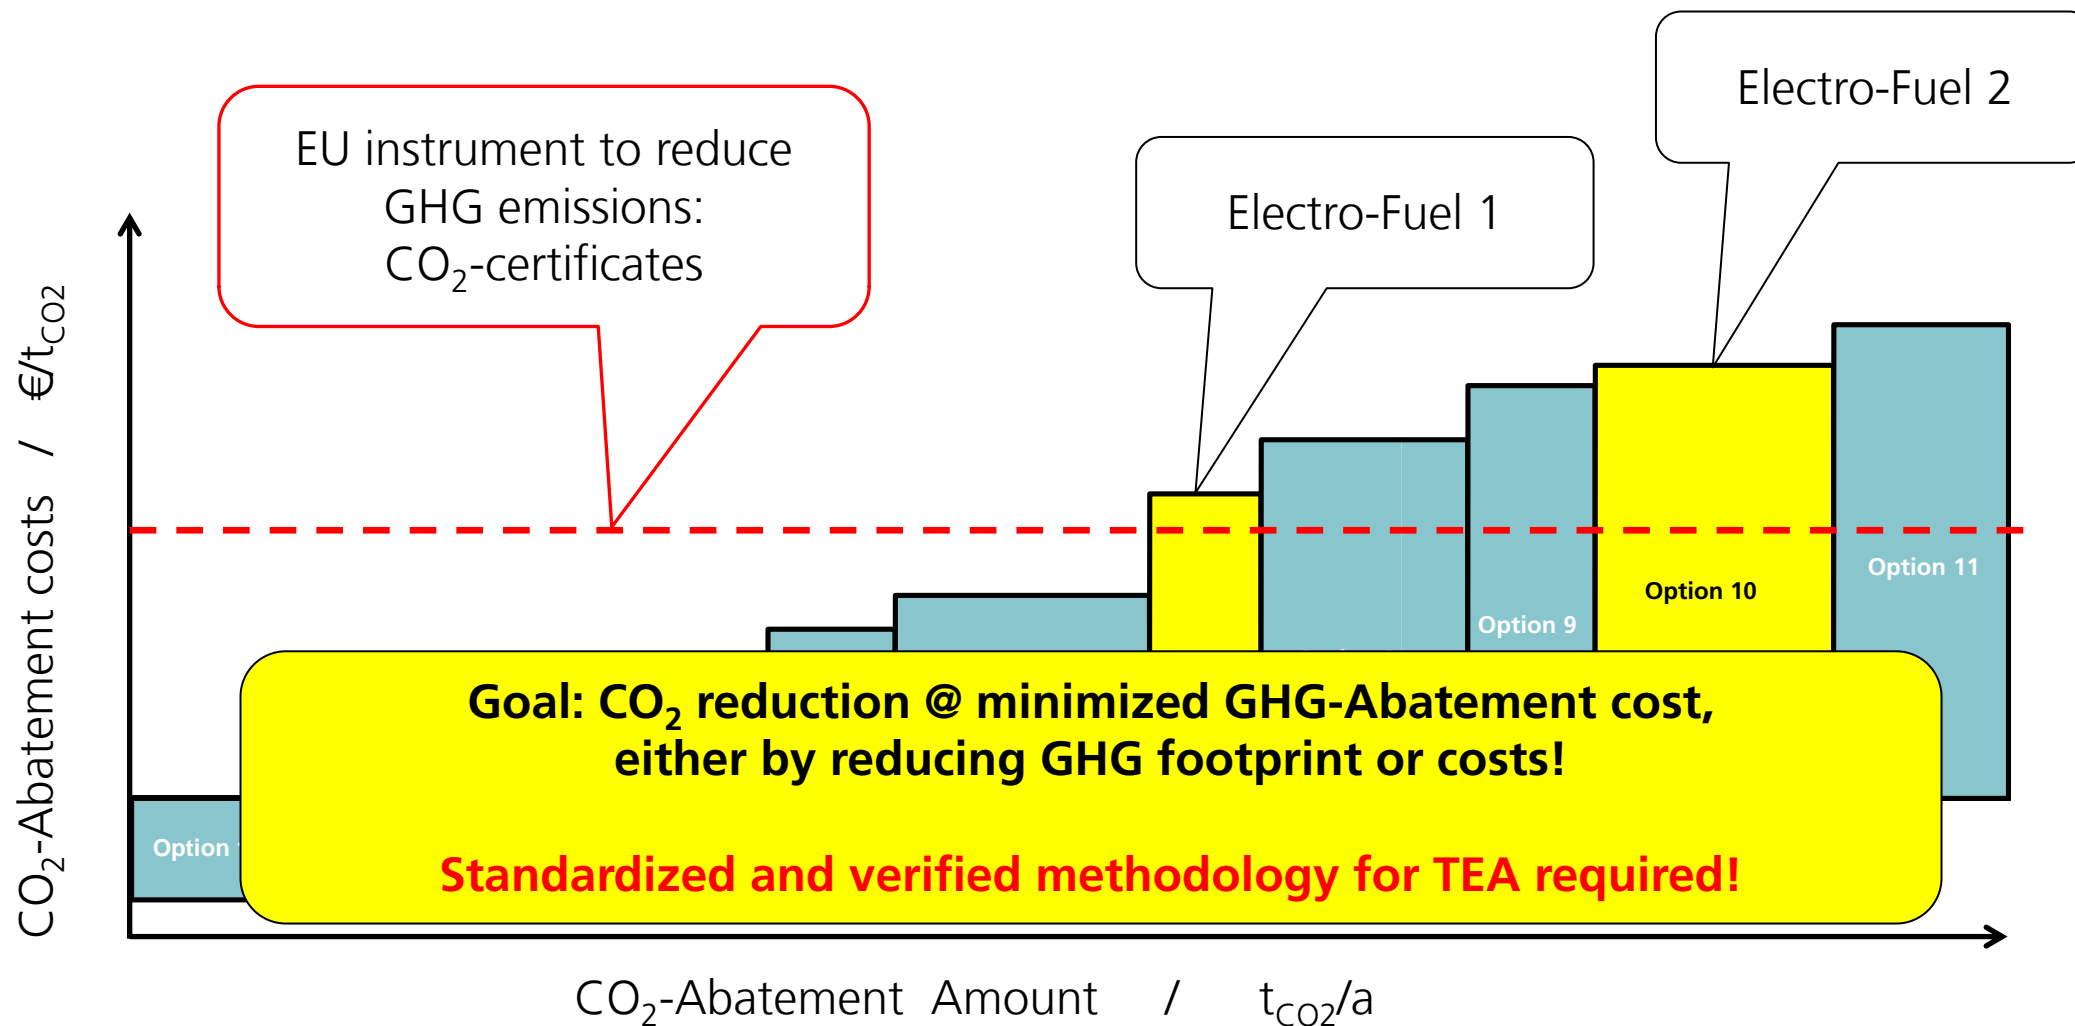 Electro-Fuel 2
EU instrument to reduce
GHG emissions:
CO₂-certificates
Electro-Fuel 1
CO₂-Abatement costs / €/t_CO2
Option 11
Option 10
Option 9
Goal: CO₂ reduction @ minimized GHG-Abatement cost,
either by reducing GHG footprint or costs!
Option
Standardized and verified methodology for TEA required!
CO₂-Abatement Amount / t_CO2/a